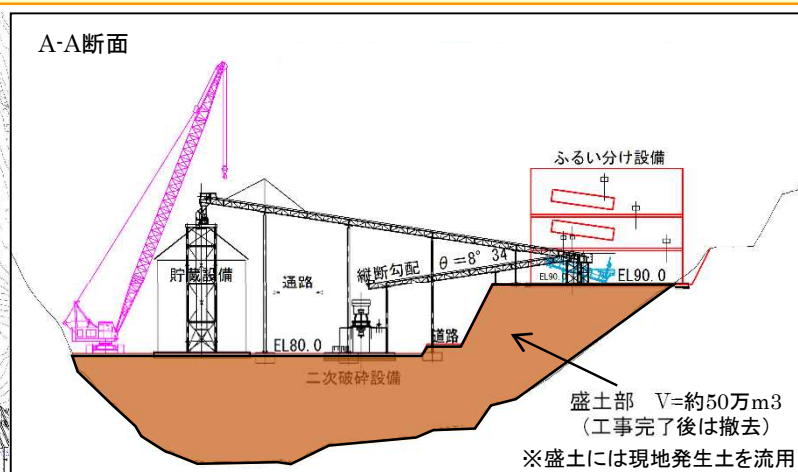 A-A断面
ふるい分け設備
貯蔵設備
通路
縦断勾配 θ=8° 34
EL90.
EL90.0
EL80.0
道路
二次破砕設備
盛土部 V=約50万m3
(工事完了後は撤去)
※盛土には現地発生土を流用